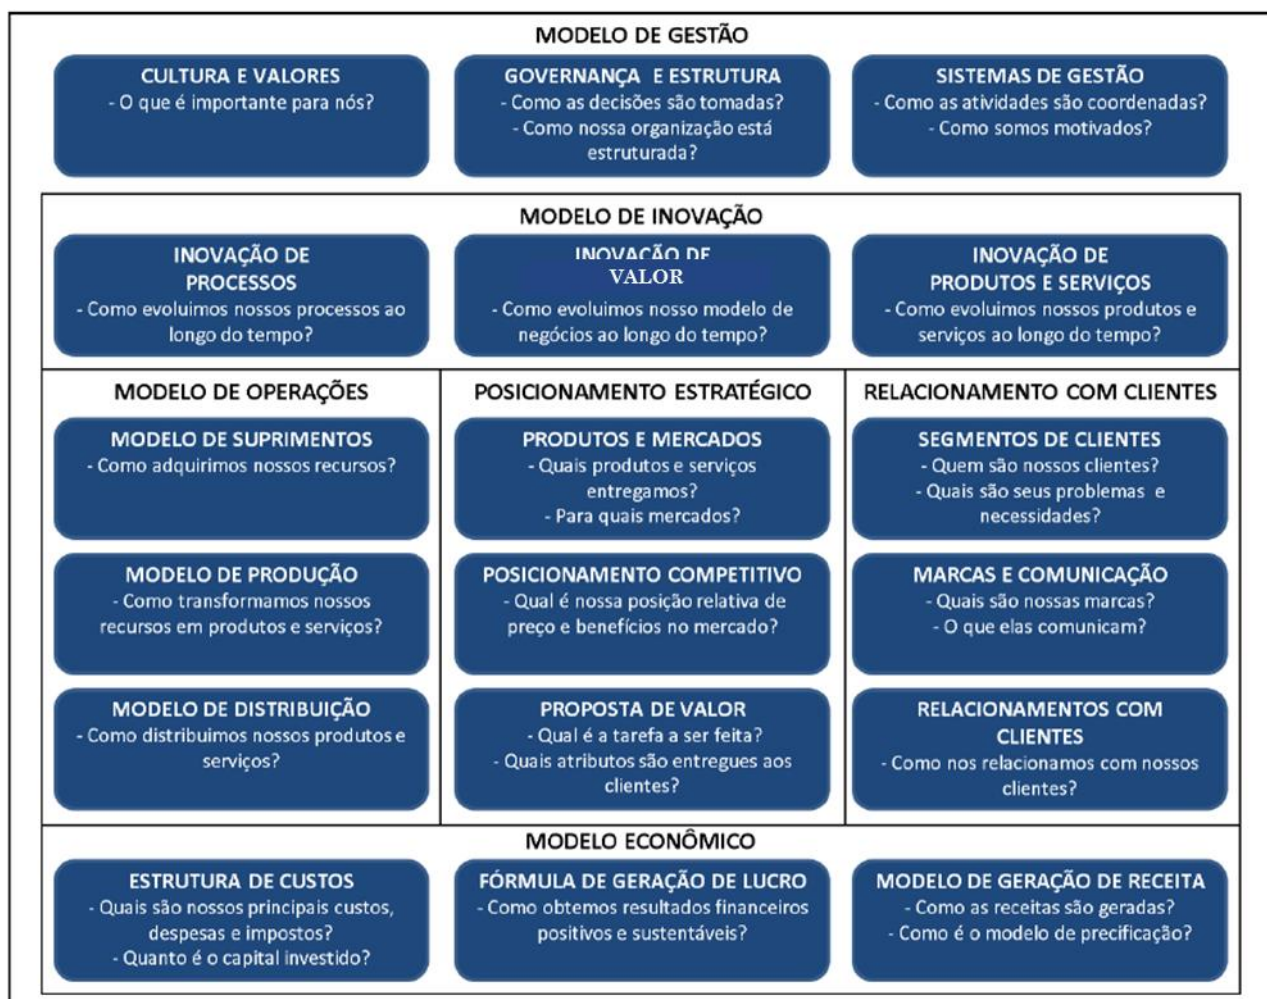 MODELO DE GESTÃO
CULTURA E VALORES
- O que é importante para nós?
GOVERNANÇA E ESTRUTURA
- Como as decisões são tomadas?
- Como nossa organização está
estruturada?
SISTEMAS DE GESTÃO
- Como as atividades são coordenadas?
- Como somos motivados?
MODELO DE INOVAÇÃO
INOVAÇÃO DE
PROCESSOS
- Como evoluimos nossos processos ao
longo do tempo?
INOVAÇÃO DE
VALOR
- Como evoluimos nosso modelo de
negócios ao longo do tempo?
INOVAÇÃO DE
PRODUTOS E SERVIÇOS
- Como evoluimos nossos produtos e
serviços ao longo do tempo?
MODELO DE OPERAÇÕES
MODELO DE SUPRIMENTOS
- Como adquirimos nossos recursos?
MODELO DE PRODUÇÃO
- Como transformamos nossos
recursos em produtos e serviços?
MODELO DE DISTRIBUIÇÃO
- Como distribuimos nossos produtos e
serviços?
POSICIONAMENTO ESTRATÉGICO
PRODUTOS E MERCADOS
- Quais produtos e serviços
entregamos?
- Para quais mercados?
POSICIONAMENTO COMPETITIVO
- Qual é nossa posição relativa de
preço e benefícios no mercado?
PROPOSTA DE VALOR
- Qual é a tarefa a ser feita?
- Quais atributos são entregues aos
clientes?
RELACIONAMENTO COM CLIENTES
SEGMENTOS DE CLIENTES
- Quem são nossos clientes?
- Quais são seus problemas e
necessidades?
MARCAS E COMUNICAÇÃO
- Quais são nossas marcas?
- O que elas comunicam?
RELACIONAMENTOS COM
CLIENTES
- Como nos relacionamos com nossos
clientes?
MODELO ECONÔMICO
ESTRUTURA DE CUSTOS
- Quais são nossos principais custos,
despesas e impostos?
- Quanto é o capital investido?
FÓRMULA DE GERAÇÃO DE LUCRO
- Como obtemos resultados financeiros
positivos e sustentáveis?
MODELO DE GERAÇÃO DE RECEITA
- Como as receitas são geradas?
- Como é o modelo de precificação?